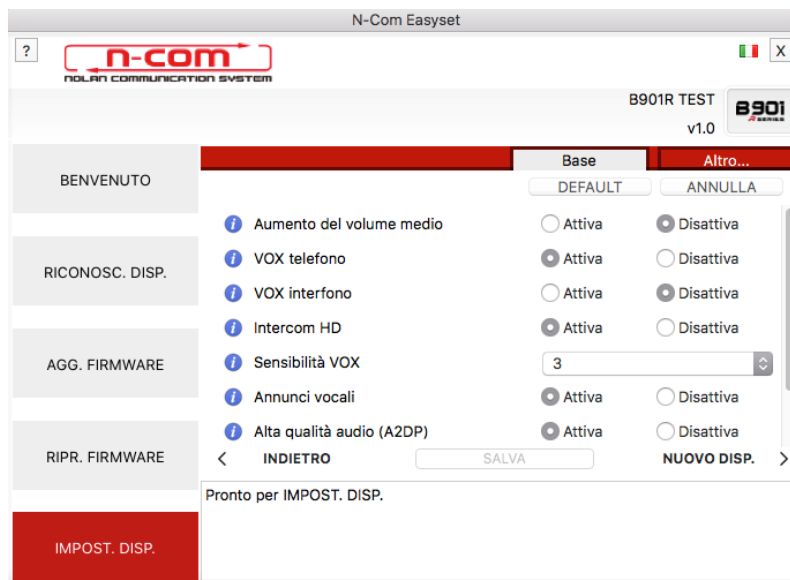 N-Com Easyset
?
n-com
NOLAN COMMUNICATION SYSTEM
X
B901R TEST
v1.0
B901
R SERIES
BENVENUTO
RICONOSC. DISP.
AGG. FIRMWARE
RIPR. FIRMWARE
IMPOST. DISP.
Base Altro...
DEFAULT ANNULLA
i Aumento del volume medio Attiva Disattiva
i VOX telefono Attiva Disattiva
i VOX interfono Attiva Disattiva
i Intercom HD Attiva Disattiva
i Sensibilità VOX 3
i Annunci vocali Attiva Disattiva
i Alta qualità audio (A2DP) Attiva Disattiva
< INDIETRO SALVA NUOVO DISP. >
Pronto per IMPOST. DISP.